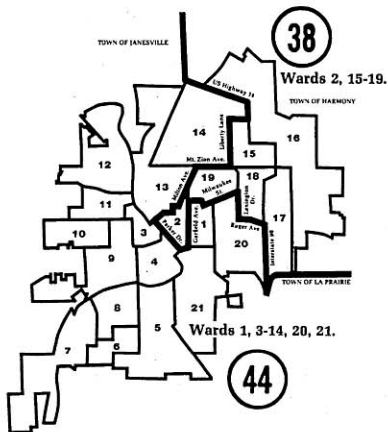 38
TOWN OF JANESVILLE
Wards 2, 15-19.
US Highway 14
TOWN OF HARMONY
14
Liberty Lane
16
15
Mt. Zion Ave.
12
13
Milton Ave.
19
Milwaukee St.
18
Lexington Dr.
17
11
2
1
Parker Dr.
Garfield Ave.
10
3
Ruger Ave
20
Interstate 90
9
4
TOWN OF LA PRAIRIE
21
8
5
Wards 1, 3-14, 20, 21.
7
6
44